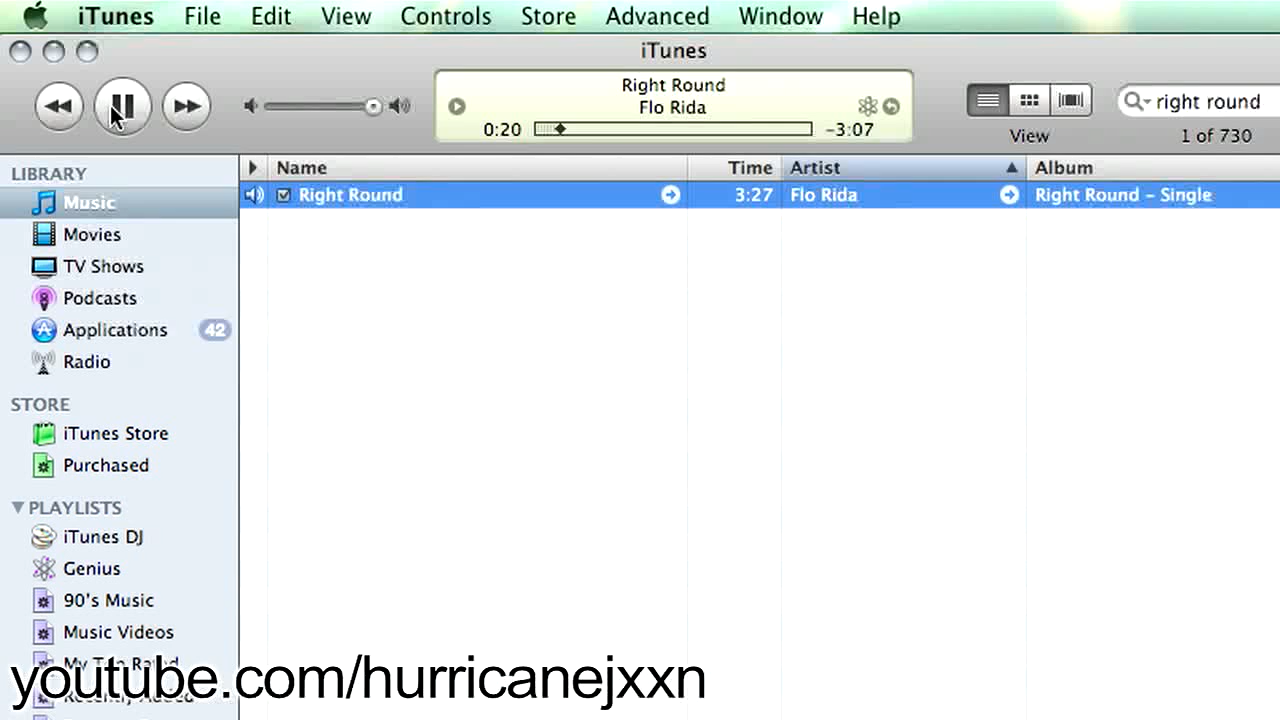 iTunes File Edit View Controls Store Advanced Window Help
iTunes
Right Round
Flo Rida
0:20 -3:07
right round
View
1 of 730
LIBRARY
Music
Movies
TV Shows
Podcasts
Applications 42
Radio
STORE
iTunes Store
Purchased
PLAYLISTS
iTunes DJ
Genius
90's Music
Music Videos
Name Time Artist Album
Right Round 3:27 Flo Rida Right Round – Single
youtube.com/hurricanejxxn